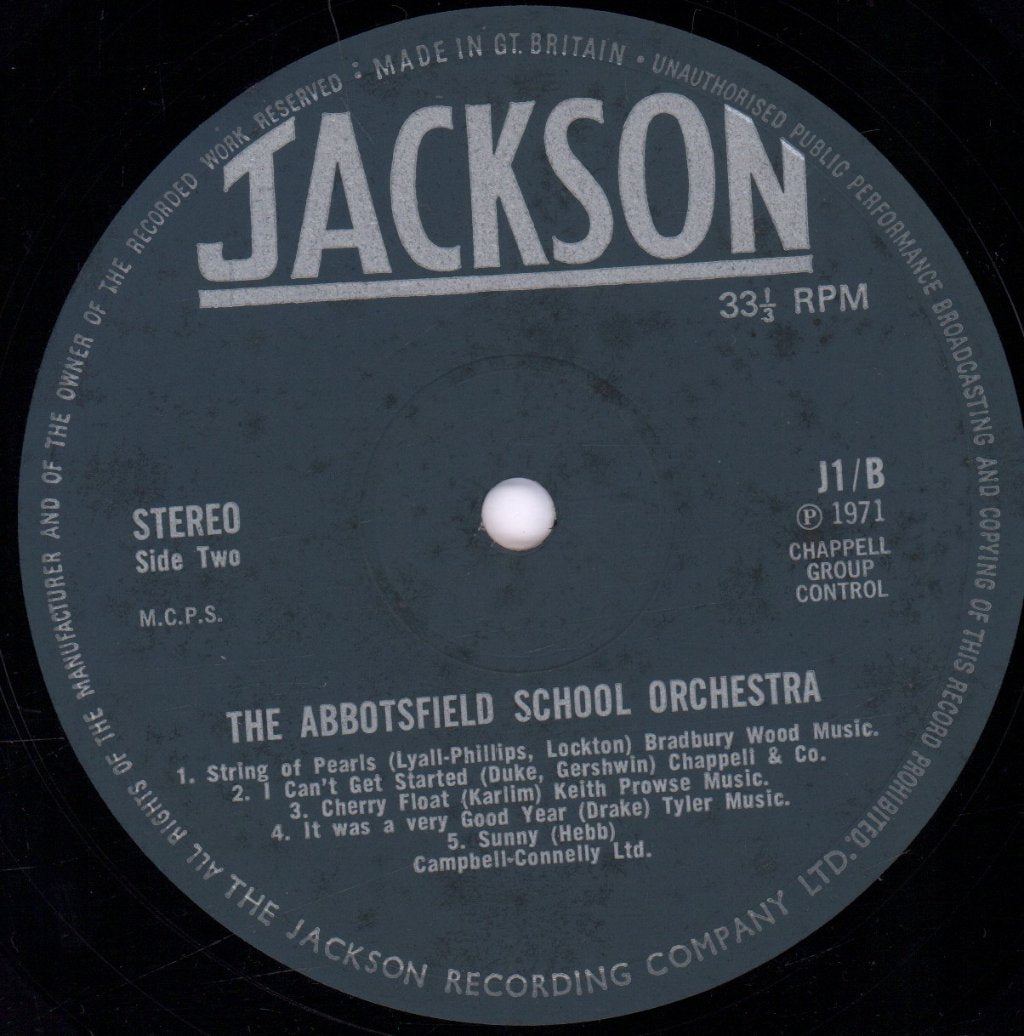 ALL RIGHTS OF THE MANUFACTURER AND OF THE OWNER OF THE RECORDED WORK RESERVED : MADE IN GT. BRITAIN • UNAUTHORISED PUBLIC PERFORMANCE BROADCASTING AND COPYING OF THIS RECORD PROHIBITED.
JACKSON
33⅓ RPM
J1/B
STEREO
℗ 1971
Side Two
CHAPPELL
GROUP
CONTROL
M.C.P.S.
THE ABBOTSFIELD SCHOOL ORCHESTRA
1. String of Pearls (Lyall-Phillips, Lockton) Bradbury Wood Music.
2. I Can't Get Started (Duke, Gershwin) Chappell & Co.
3. Cherry Float (Karlim) Keith Prowse Music.
4. It was a very Good Year (Drake) Tyler Music.
5. Sunny (Hebb)
Campbell-Connelly Ltd.
THE JACKSON RECORDING COMPANY LTD.